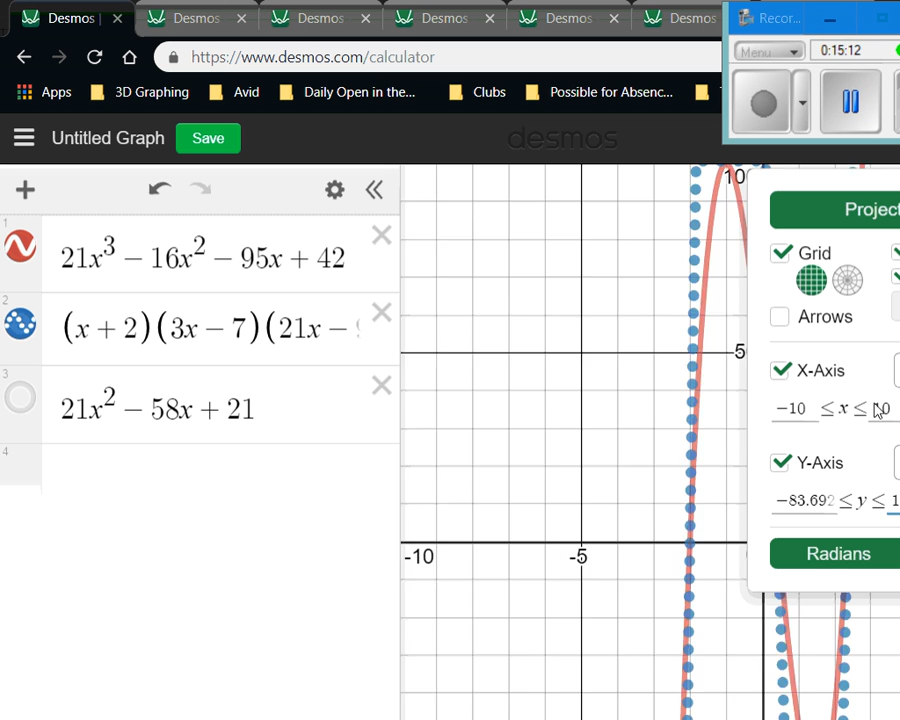 Desmos | Desmos Desmos Desmos Desmos Desmos
Recor...
https://www.desmos.com/calculator
Menu 0:15:12
Apps 3D Graphing Avid Daily Open in the... Clubs Possible for Absenc...
Untitled Graph Save desmos
1
21x³ − 16x² − 95x + 42
2
(x + 2)(3x − 7)(21x −
3
21x² − 58x + 21
4
100
5
-10 -5
Project
Grid
Arrows
X-Axis
−10 ≤ x ≤ 10
Y-Axis
−83.692 ≤ y ≤ 1
Radians